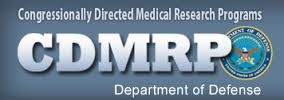 Congressionally Directed Medical Research Programs
CDMRP
Department of Defense